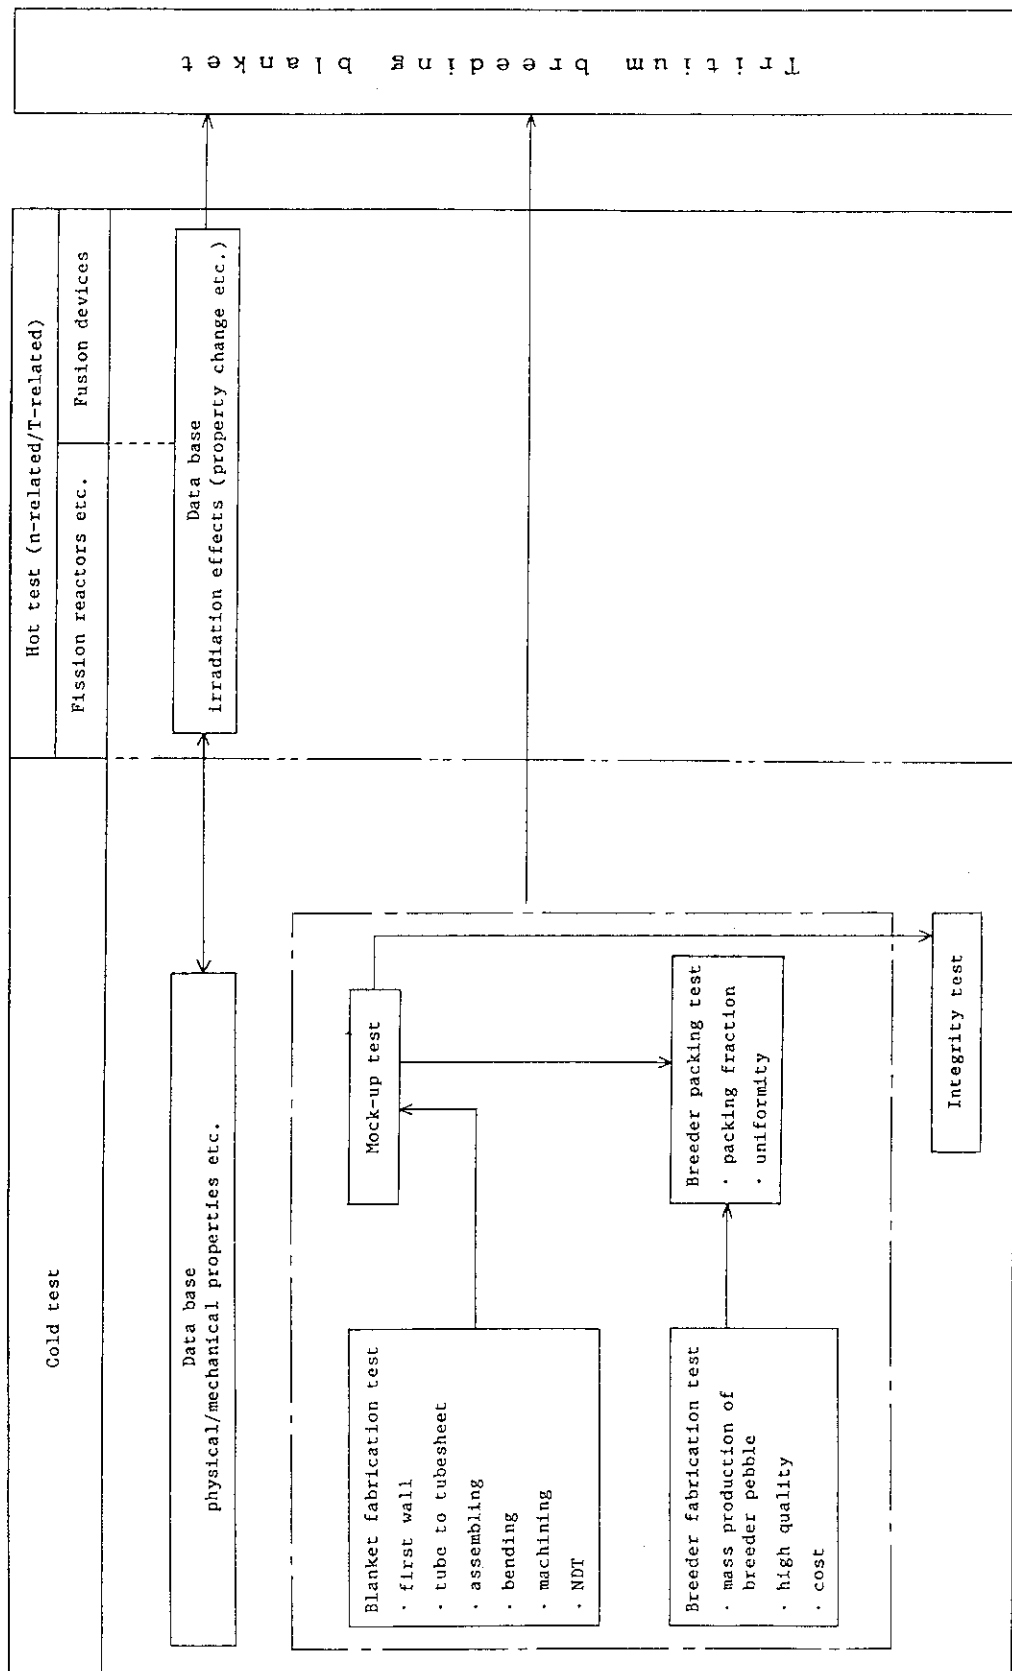 Cold test
Hot test (n-related/T-related)
Fission reactors etc.
Fusion devices
Data base
physical/mechanical properties etc.
Data base
irradiation effects (property change etc.)
Blanket fabrication test
· first wall
· tube to tubesheet
· assembling
· bending
· machining
· NDT
Mock-up test
Breeder fabrication test
· mass production of
breeder pebble
· high quality
· cost
Breeder packing test
· packing fraction
· uniformity
Integrity test
Tritium breeding blanket